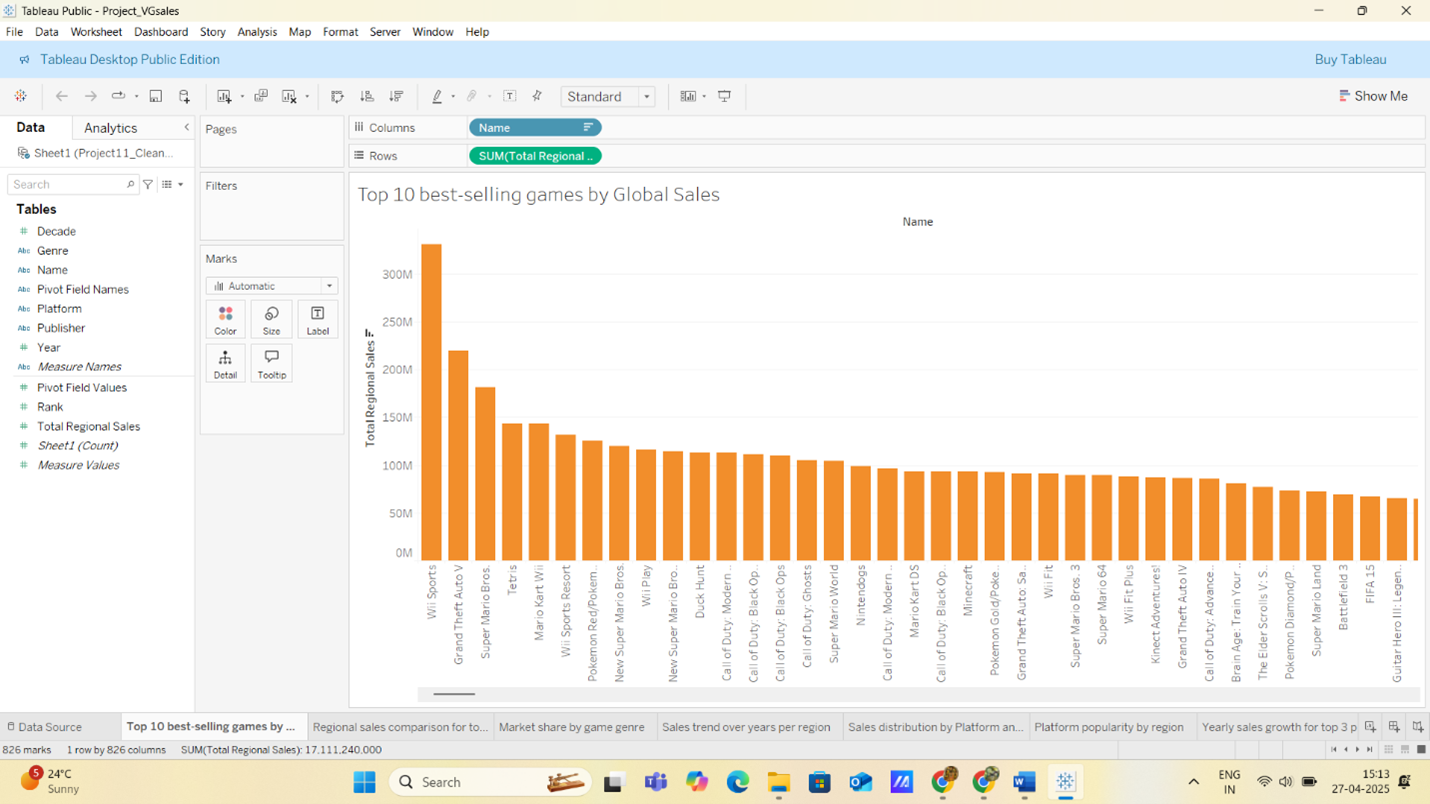 Tableau Public - Project_VGsales
File Data Worksheet Dashboard Story Analysis Map Format Server Window Help
Tableau Desktop Public Edition
Buy Tableau
Standard
Show Me
Data Analytics
Sheet1 (Project11_Clean...
Search
Tables
# Decade
Abc Genre
Abc Name
Abc Pivot Field Names
Abc Platform
Abc Publisher
# Year
Abc Measure Names
# Pivot Field Values
# Rank
# Total Regional Sales
# Sheet1 (Count)
# Measure Values
Pages
Filters
Marks
Automatic
Color Size Label
Detail Tooltip
Columns Name
Rows SUM(Total Regional ..
Top 10 best-selling games by Global Sales
Name
Total Regional Sales
300M
250M
200M
150M
100M
50M
0M
Wii Sports
Grand Theft Auto V
Super Mario Bros.
Tetris
Mario Kart Wii
Wii Sports Resort
Pokemon Red/Pokem..
New Super Mario Bros.
Wii Play
New Super Mario Bro..
Duck Hunt
Call of Duty: Modern ..
Call of Duty: Black Op..
Call of Duty: Black Ops
Call of Duty: Ghosts
Super Mario World
Nintendogs
Call of Duty: Modern ..
Mario Kart DS
Call of Duty: Black Op..
Minecraft
Pokemon Gold/Poke..
Grand Theft Auto: Sa..
Wii Fit
Super Mario Bros. 3
Super Mario 64
Wii Fit Plus
Kinect Adventures!
Grand Theft Auto IV
Call of Duty: Advance..
Brain Age: Train Your ..
The Elder Scrolls V: S..
Pokemon Diamond/P..
Super Mario Land
Battlefield 3
FIFA 15
Guitar Hero III: Legen..
Data Source Top 10 best-selling games by ... Regional sales comparison for to... Market share by game genre Sales trend over years per region Sales distribution by Platform an... Platform popularity by region Yearly sales growth for top 3 p
826 marks 1 row by 826 columns SUM(Total Regional Sales): 17.111,240.000
5
24°C
Sunny
Search
ENG
IN
15:13
27-04-2025